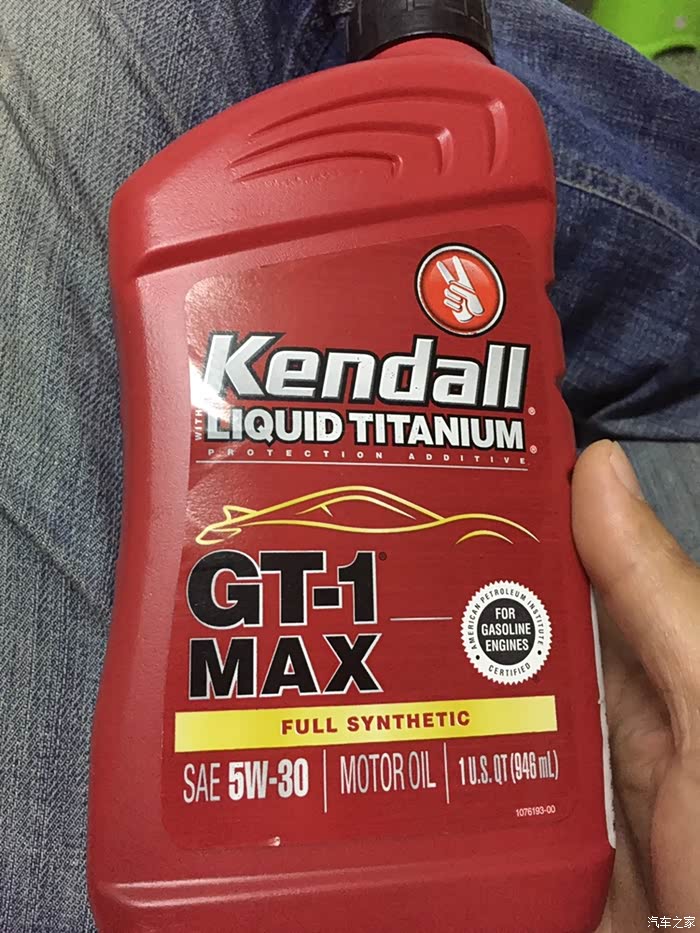 Kendall®
WITH LIQUID TITANIUM®
PROTECTION ADDITIVE
GT-1®
MAX
AMERICAN PETROLEUM INSTITUTE
FOR
GASOLINE
ENGINES
CERTIFIED
FULL SYNTHETIC
SAE 5W-30 MOTOR OIL 1 U.S. QT (946 mL)
1076193-00
汽车之家